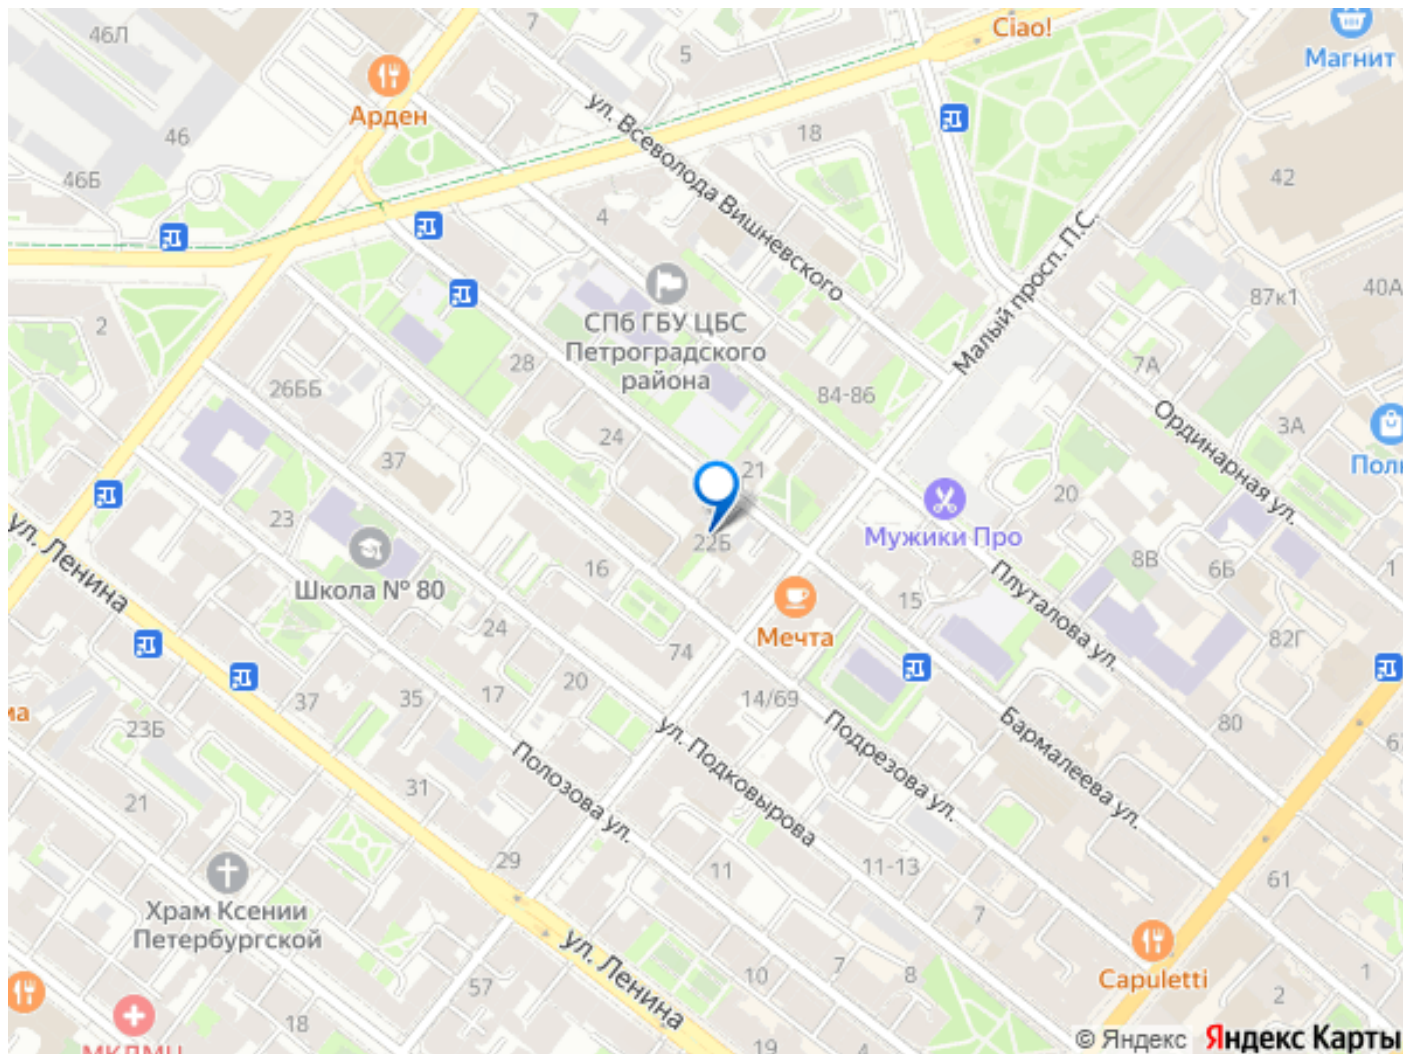 46Л
7
Ciao!
5
Магнит
Арден
ул. Всеволода Вишневского
18
46
46Б
42
4
Малый просп. П.С.
87к1
40А
СПб ГБУ ЦБС
Петроградского
района
2
28
7А
26ББ
84-86
Ординарная ул.
3А
24
37
21
20
23
22Б
Мужики Про
ул. Ленина
Школа № 80
16
8В
6Б
1
Плуталова ул.
15
Мечта
24
74
82Г
37
35
17
20
14/69
23Б
80
ул. Подковырова
Подрезова ул.
Бармалеева ул.
Полозова ул.
21
31
29
11
11-13
61
Храм Ксении
Петербургской
7
ул. Ленина
57
10
7
8
Capuletti
1
2
18
19
© Яндекс Яндекс Карты